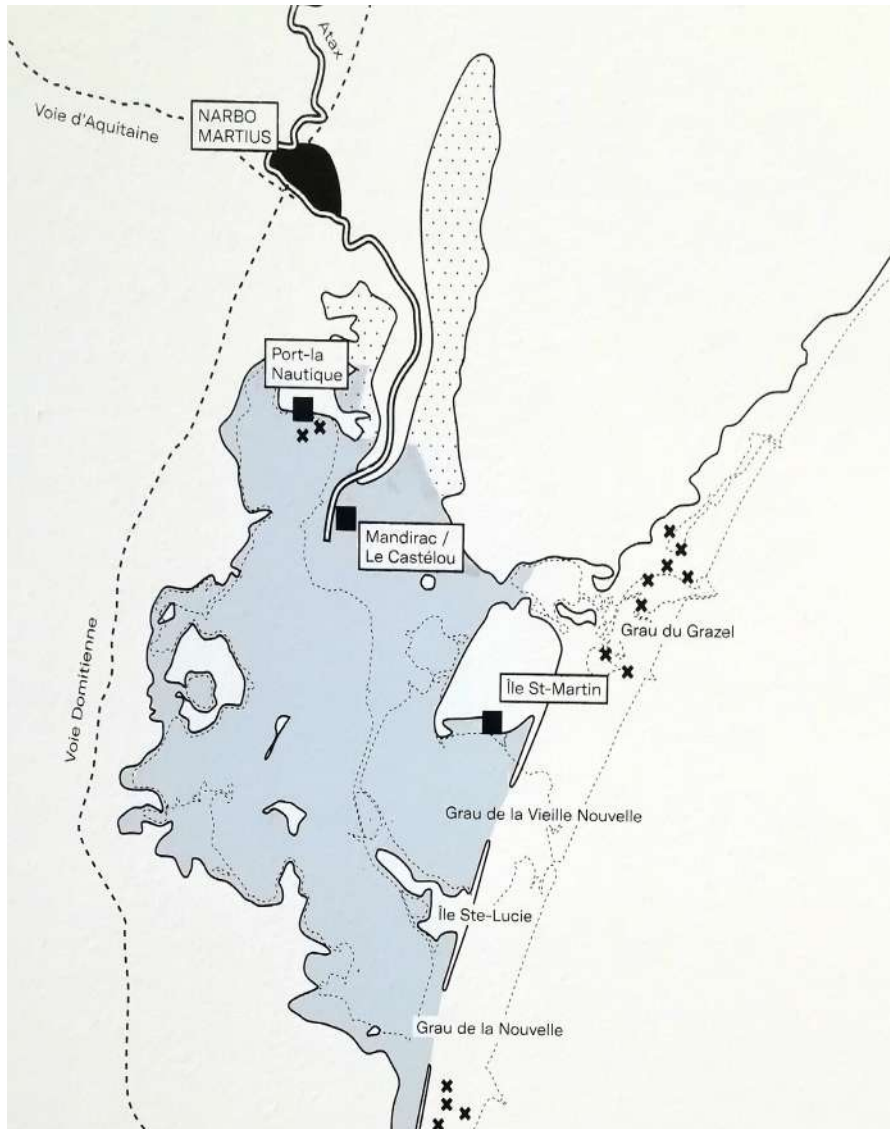 Atax
Voie d'Aquitaine
NARBO
MARTIUS
Port-la
Nautique
Mandirac /
Le Castélou
Grau du Grazel
Île St-Martin
Voie Domitienne
Grau de la Vieille Nouvelle
Île Ste-Lucie
Grau de la Nouvelle